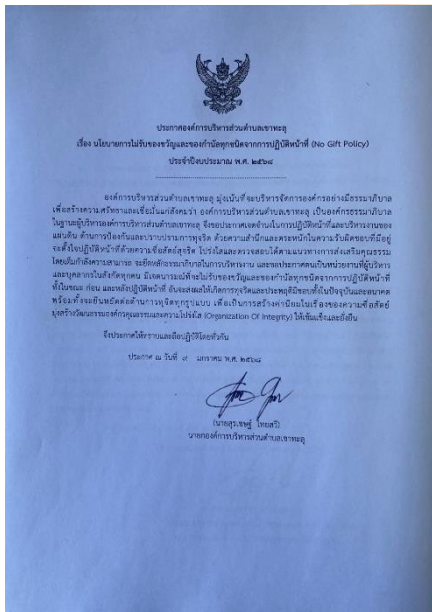 ประกาศองค์การบริหารส่วนตำบลเขาทะลุ
เรื่อง นโยบายการไม่รับของขวัญและของกำนัลทุกชนิดจากการปฏิบัติหน้าที่ (No Gift Policy)
ประจำปีงบประมาณ พ.ศ. ๒๕๖๘
องค์การบริหารส่วนตำบลเขาทะลุ มุ่งเน้นที่จะบริหารจัดการองค์กรอย่างมีธรรมาภิบาล
เพื่อสร้างความศรัทธาและเชื่อมั่นแก่สังคมว่า องค์การบริหารส่วนตำบลเขาทะลุ เป็นองค์กรธรรมาภิบาล
ในฐานะผู้บริหารองค์การบริหารส่วนตำบลเขาทะลุ จึงขอประกาศเจตจำนงในการปฏิบัติหน้าที่และบริหารงานของ
แผ่นดิน ด้านการป้องกันและปราบปรามการทุจริต ด้วยความสำนึกและตระหนักในความรับผิดชอบที่มีอยู่
จะตั้งใจปฏิบัติหน้าที่ด้วยความซื่อสัตย์สุจริต โปร่งใสและตรวจสอบได้ตามแนวทางการส่งเสริมคุณธรรม
โดยเต็มกำลังความสามารถ จะยึดหลักธรรมาภิบาลในการบริหารงาน และขอประกาศตนเป็นหน่วยงานที่ผู้บริหาร
และบุคลากรในสังกัดทุกคน มีเจตนารมณ์ที่จะไม่รับของขวัญและของกำนัลทุกชนิดจากการปฏิบัติหน้าที่
ทั้งในขณะ ก่อน และหลังปฏิบัติหน้าที่ อันจะส่งผลให้เกิดการทุจริตและประพฤติมิชอบทั้งในปัจจุบันและอนาคต
พร้อมทั้งจะยืนหยัดต่อต้านการทุจริตทุกรูปแบบ เพื่อเป็นการสร้างค่านิยมในเรื่องของความซื่อสัตย์
มุ่งสร้างวัฒนธรรมองค์กรคุณธรรมและความโปร่งใส (Organization Of Integrity) ให้เข้มแข็งและยั่งยืน
จึงประกาศให้ทราบและถือปฏิบัติโดยทั่วกัน
ประกาศ ณ วันที่ มกราคม พ.ศ. ๒๕๖๘
(นายสุรเชษฐ์ ไทยสวี)
นายกองค์การบริหารส่วนตำบลเขาทะลุ